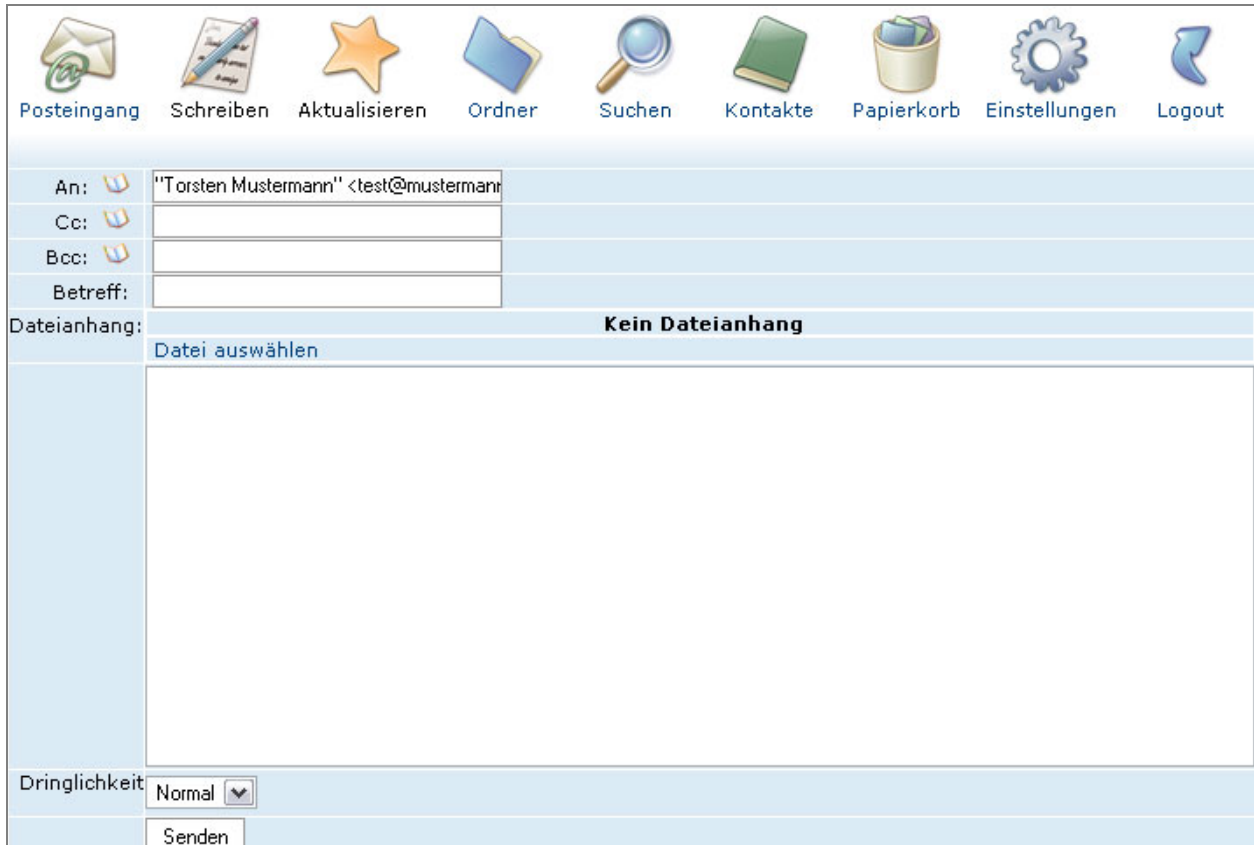 Posteingang Schreiben Aktualisieren Ordner Suchen Kontakte Papierkorb Einstellungen Logout
An: "Torsten Mustermann" <test@mustermann
Cc:
Bcc:
Betreff:
Dateianhang: Kein Dateianhang
Datei auswählen
Dringlichkeit Normal
Senden